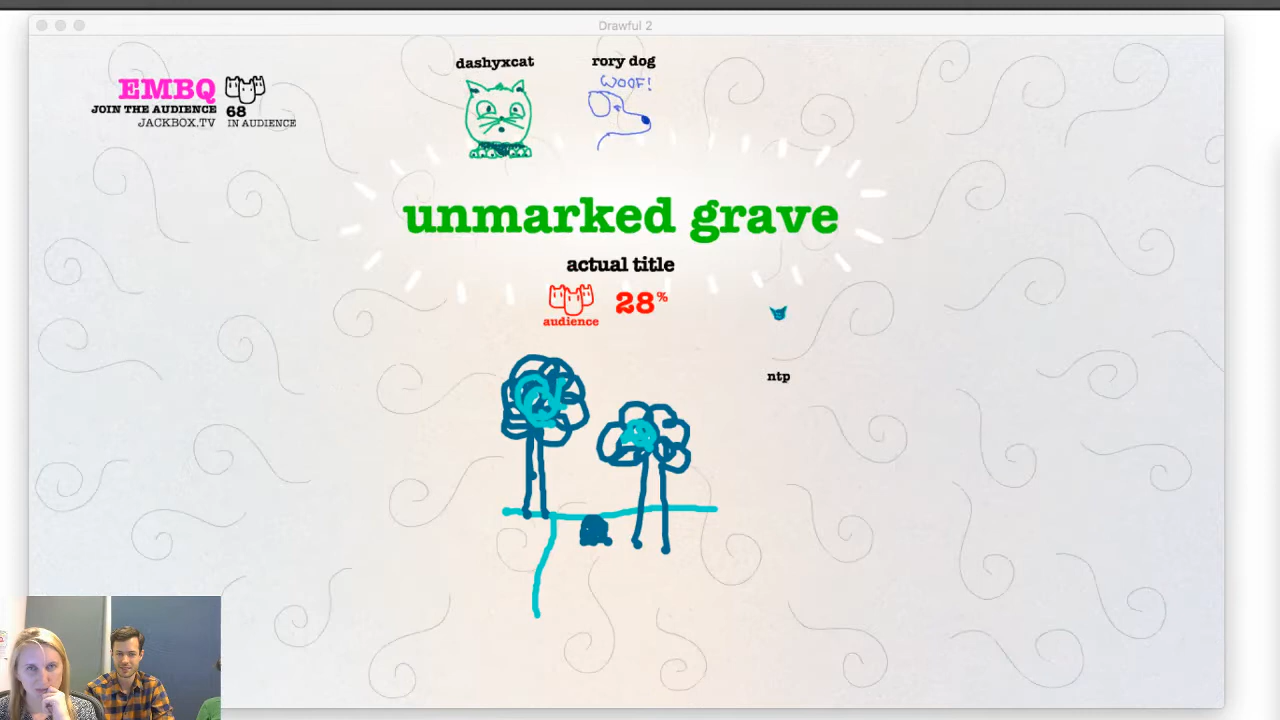 Drawful 2
dashyxcat
rory dog
WOOF!
EMBQ
JOIN THE AUDIENCE
JACKBOX.TV
68
IN AUDIENCE
unmarked grave
actual title
28%
audience
ntp